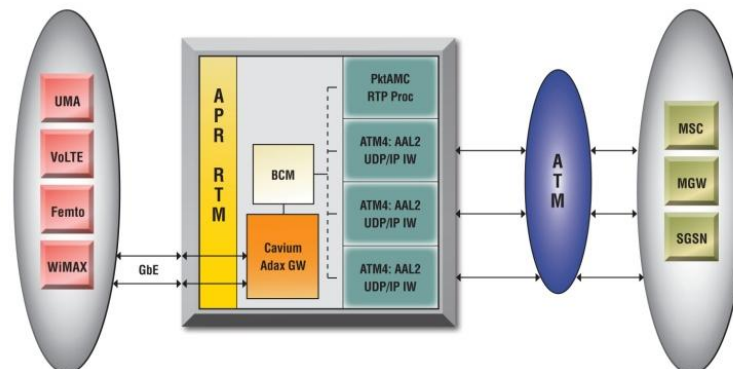 UMA
VoLTE
Femto
WiMAX
GbE
A
P
R
R
T
M
BCM
Cavium
Adax GW
PktAMC
RTP Proc
ATM4: AAL2
UDP/IP IW
ATM4: AAL2
UDP/IP IW
ATM4: AAL2
UDP/IP IW
A
T
M
MSC
MGW
SGSN